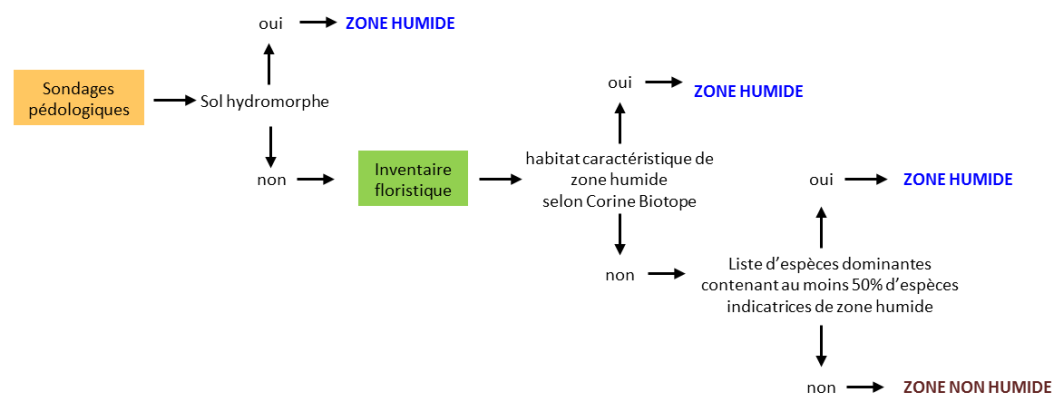 oui
ZONE HUMIDE
Sondages
pédologiques
Sol hydromorphe
non
Inventaire
floristique
oui
ZONE HUMIDE
habitat caractéristique de
zone humide
selon Corine Biotope
non
oui
ZONE HUMIDE
Liste d'espèces dominantes
contenant au moins 50% d'espèces
indicatrices de zone humide
non
ZONE NON HUMIDE